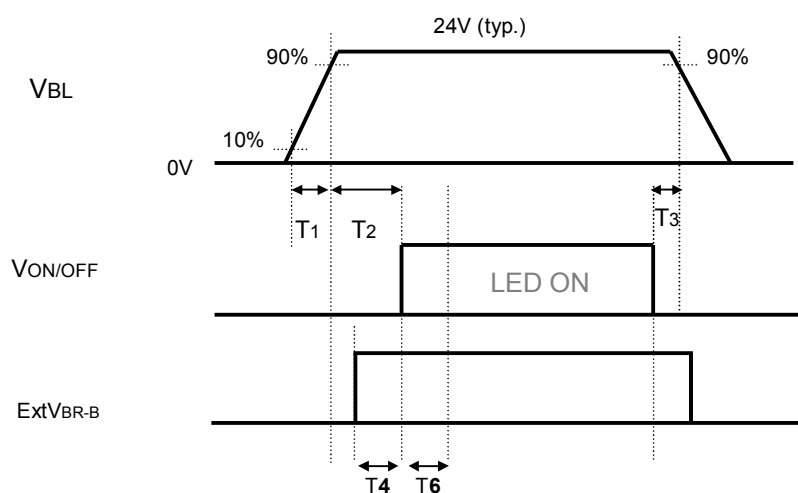 24V (typ.)
90%
90%
VBL
10%
0V
T1
T2
T3
VON/OFF
LED ON
ExtVBR-B
T4
T6